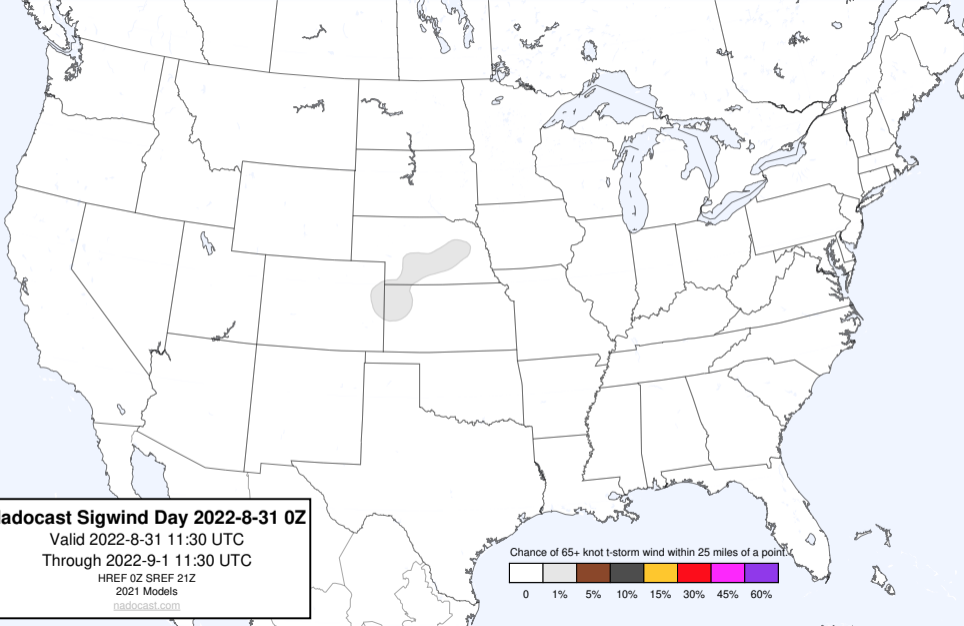 adocast Sigwind Day 2022-8-31 0Z
Valid 2022-8-31 11:30 UTC
Through 2022-9-1 11:30 UTC
HREF 0Z SREF 21Z
2021 Models
nadocast.com
Chance of 65+ knot t-storm wind within 25 miles of a point.
0 1% 5% 10% 15% 30% 45% 60%